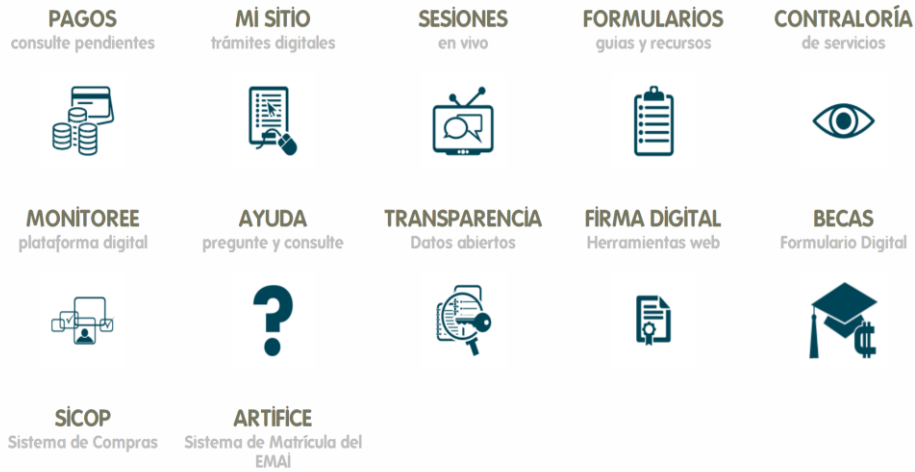 PAGOS
consulte pendientes
MI SITIO
trámites digitales
SESIONES
en vivo
FORMULARIOS
guias y recursos
CONTRALORÍA
de servicios
MONITOREE
plataforma digital
AYUDA
pregunte y consulte
TRANSPARENCIA
Datos abiertos
FIRMA DIGITAL
Herramientas web
BECAS
Formulario Digital
SICOP
Sistema de Compras
ARTIFICE
Sistema de Matrícula del
EMAI